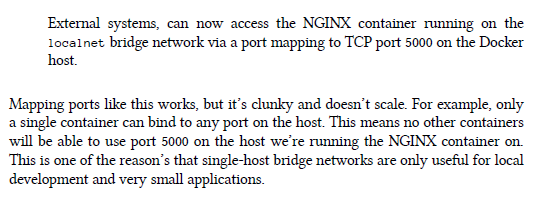 External systems, can now access the NGINX container running on the
localnet bridge network via a port mapping to TCP port 5000 on the Docker
host.
Mapping ports like this works, but it's clunky and doesn't scale. For example, only
a single container can bind to any port on the host. This means no other containers
will be able to use port 5000 on the host we're running the NGINX container on.
This is one of the reason's that single-host bridge networks are only useful for local
development and very small applications.